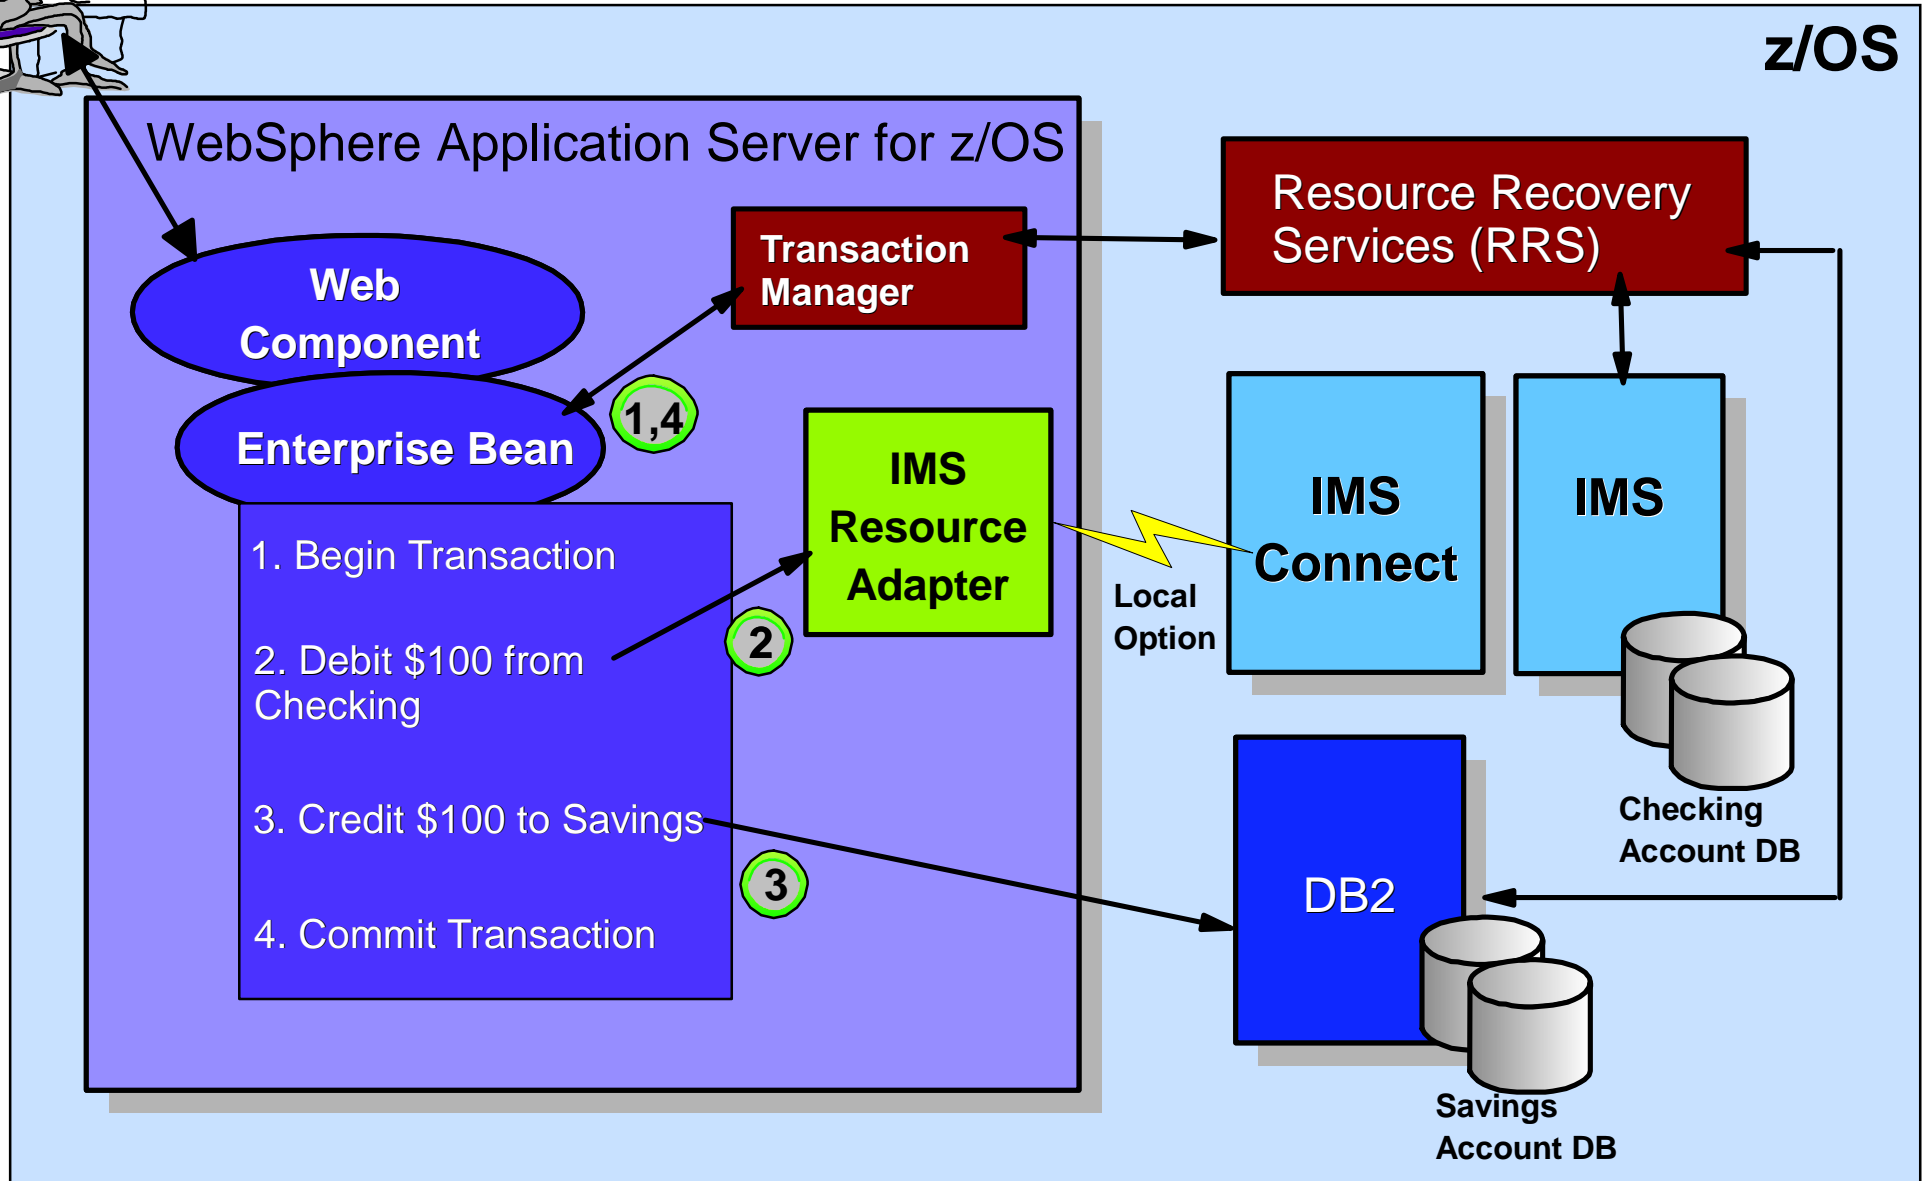 z/OS
WebSphere Application Server for z/OS
Web
Component
Enterprise Bean
Transaction
Manager
1,4
Resource Recovery
Services (RRS)
1. Begin Transaction
2. Debit $100 from
Checking
3. Credit $100 to Savings
4. Commit Transaction
2
3
IMS
Resource
Adapter
Local
Option
IMS
Connect
IMS
Checking
Account DB
DB2
Savings
Account DB